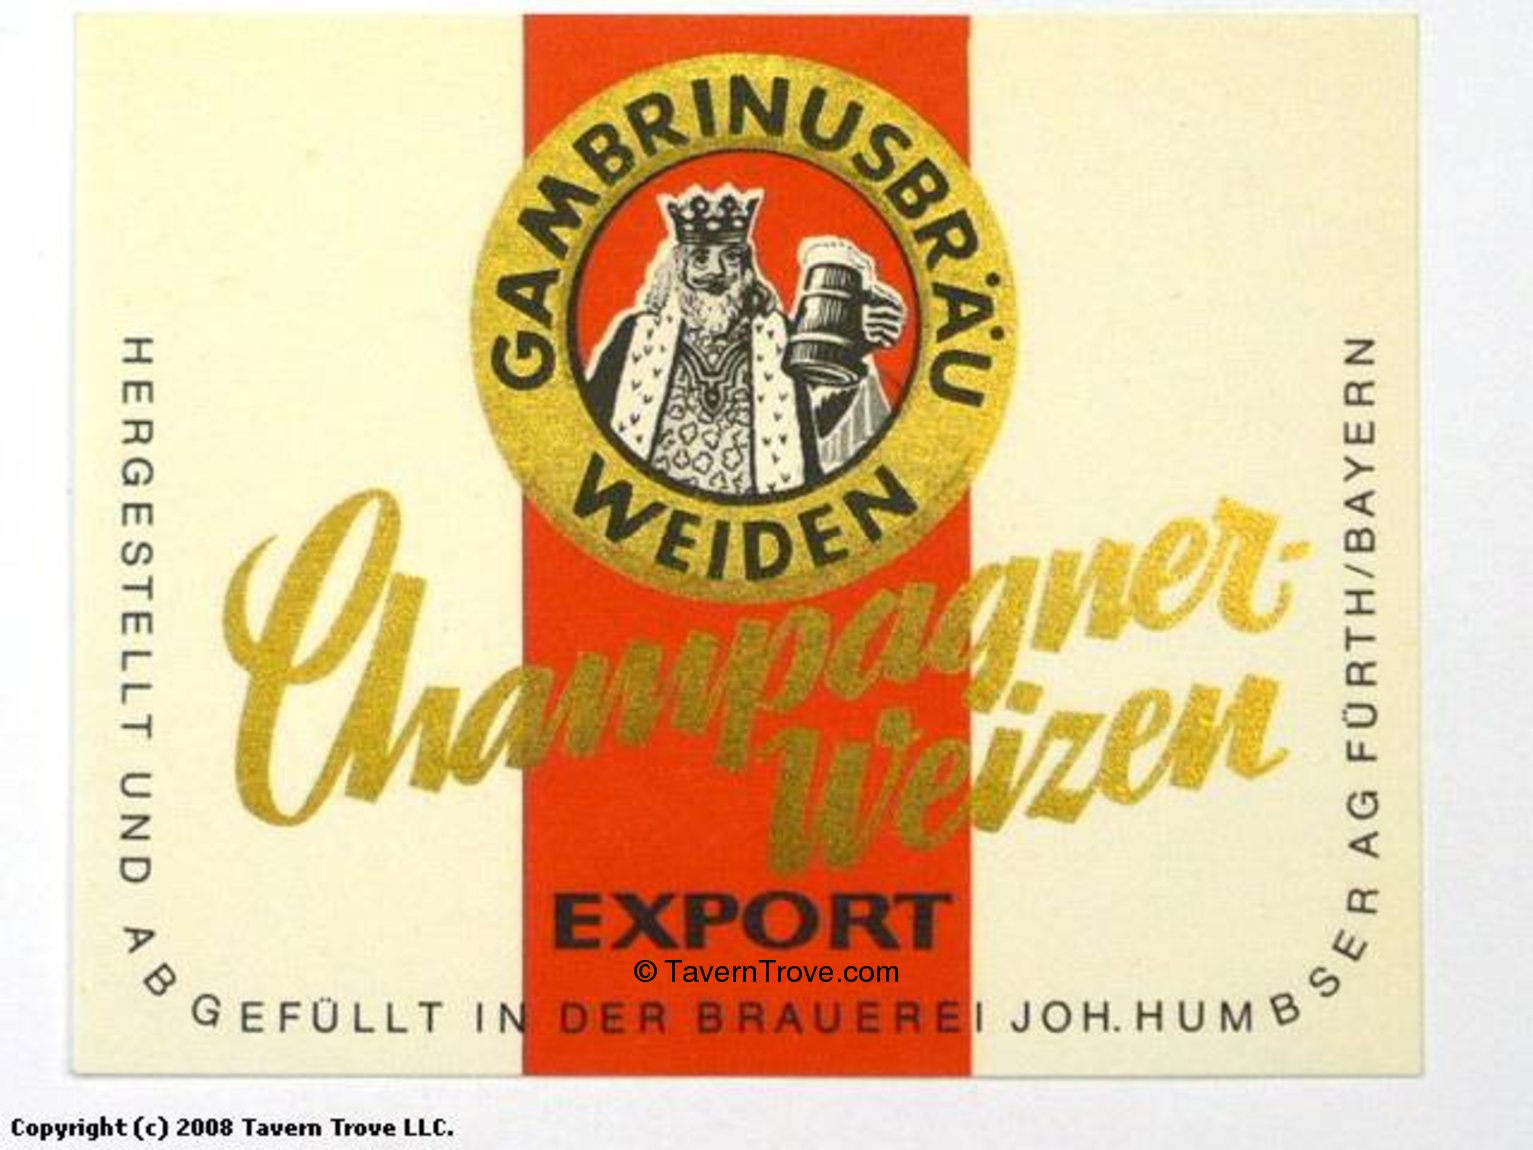 GAMBRINUSBRÄU
WEIDEN
Champagner-
Weizen
EXPORT
© TavernTrove.com
HERGESTELLT UND ABGEFÜLLT IN DER BRAUEREI JOH. HUMBSER AG FÜRTH/BAYERN
Copyright (c) 2008 Tavern Trove LLC.